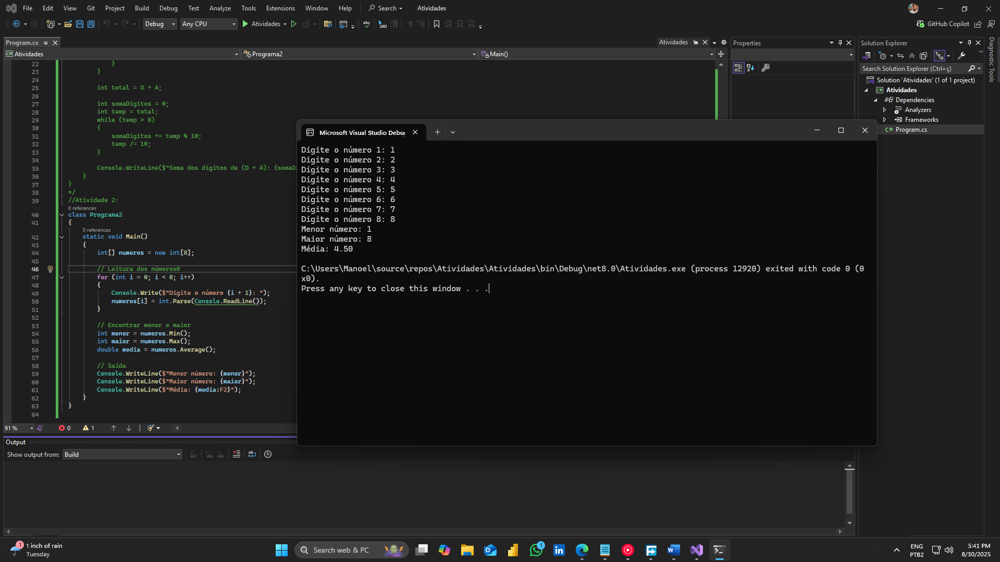 File Edit View Git Project Build Debug Test Analyze Tools Extensions Window Help Search Atividades
Debug Any CPU Atividades GitHub Copilot
Program.cs
Atividades
Atividades Programa2 Main()
22 }
23 }
24
25 int total = D + A;
26
27 int somaDigitos = 0;
28 int temp = total;
29 while (temp > 0)
30 {
31 somaDigitos += temp % 10;
32 temp /= 10;
33 }
34
35 Console.WriteLine($"Soma dos dígitos de (D + A): {somaD
36 }
37 }
38 */
39 //Atividade 2:
0 references
40 class Programa2
41 {
0 references
42 static void Main()
43 {
44 int[] numeros = new int[8];
45
46 // Leitura dos números0
47 for (int i = 0; i < 8; i++)
48 {
49 Console.Write($"Digite o número {i + 1}: ");
50 numeros[i] = int.Parse(Console.ReadLine());
51 }
52
53 // Encontrar menor e maior
54 int menor = numeros.Min();
55 int maior = numeros.Max();
56 double media = numeros.Average();
57
58 // Saída
59 Console.WriteLine($"Menor número: {menor}");
60 Console.WriteLine($"Maior número: {maior}");
61 Console.WriteLine($"Média: {media:F2}");
62 }
63 }
64
91 % 0 1
Output
Show output from: Build
Microsoft Visual Studio Debu
Digite o número 1: 1
Digite o número 2: 2
Digite o número 3: 3
Digite o número 4: 4
Digite o número 5: 5
Digite o número 6: 6
Digite o número 7: 7
Digite o número 8: 8
Menor número: 1
Maior número: 8
Média: 4.50
C:\Users\Manoel\source\repos\Atividades\Atividades\bin\Debug\net8.0\Atividades.exe (process 12920) exited with code 0 (0
x0).
Press any key to close this window . . .
Properties
Solution Explorer
Search Solution Explorer (Ctrl+ç)
Solution 'Atividades' (1 of 1 project)
C# Atividades
Dependencies
Analyzers
Frameworks
C# Program.cs
Diagnostic Tools
1 1 inch of rain
Tuesday
Search web & PC
1
ENG
PTB2
5:41 PM
8/30/2025